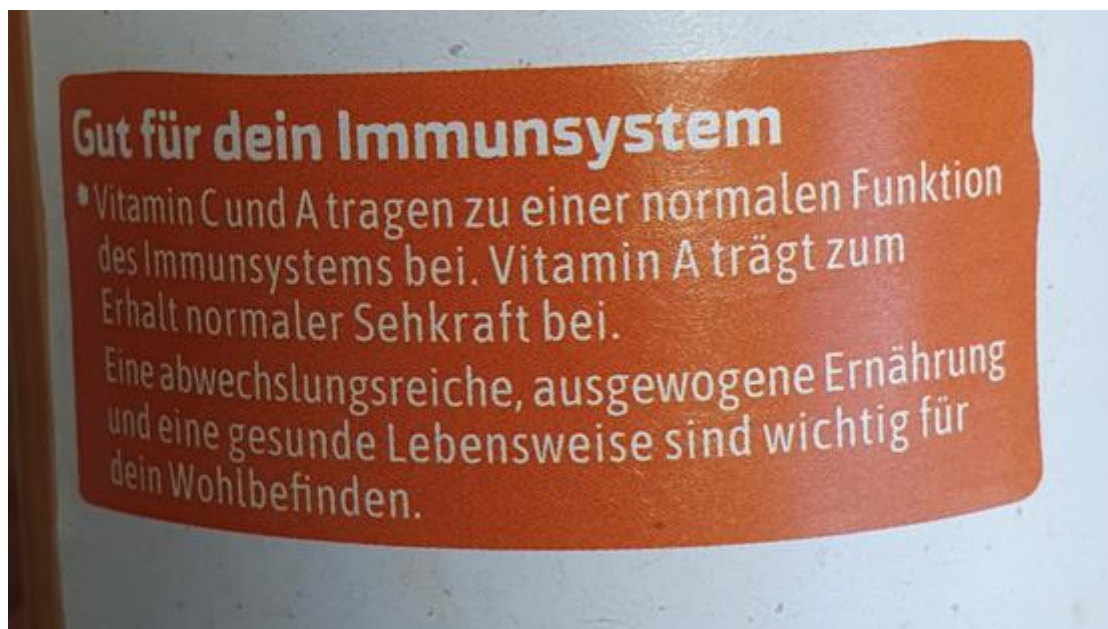 Gut für dein Immunsystem
• Vitamin C und A tragen zu einer normalen Funktion
des Immunsystems bei. Vitamin A trägt zum
Erhalt normaler Sehkraft bei.
Eine abwechslungsreiche, ausgewogene Ernährung
und eine gesunde Lebensweise sind wichtig für
dein Wohlbefinden.